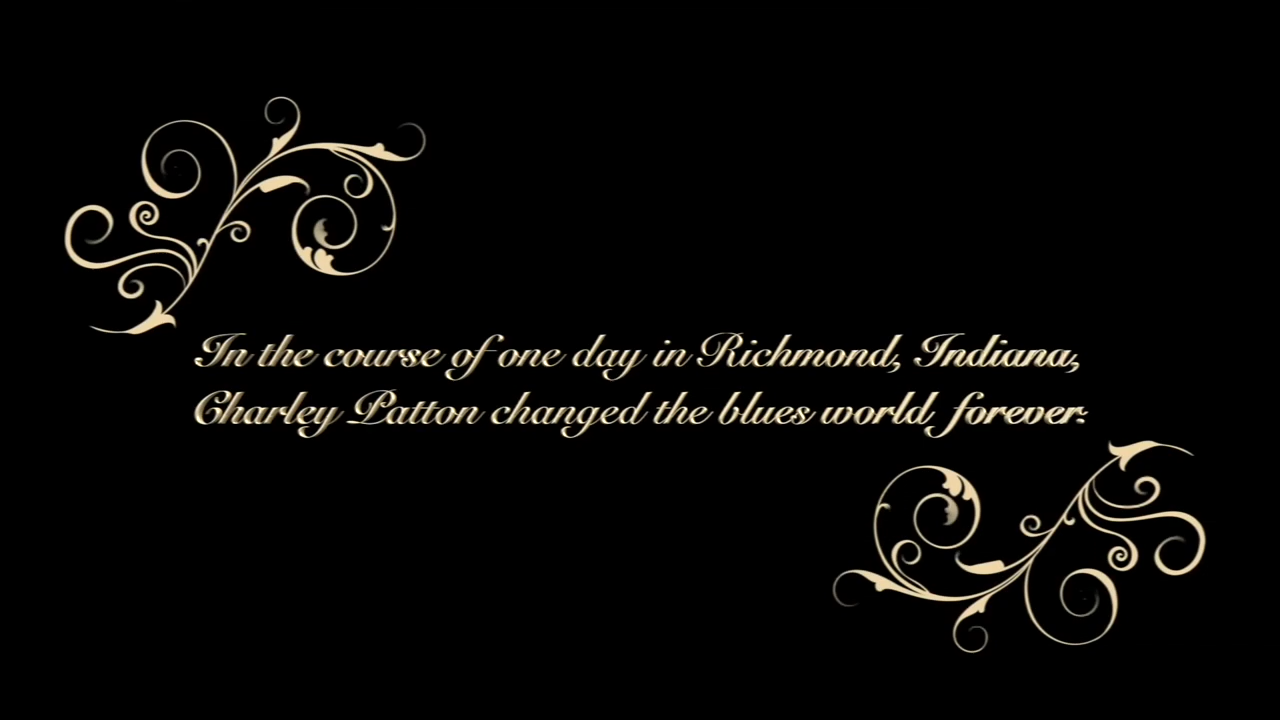 In the course of one day in Richmond, Indiana,
Charley Patton changed the blues world forever.